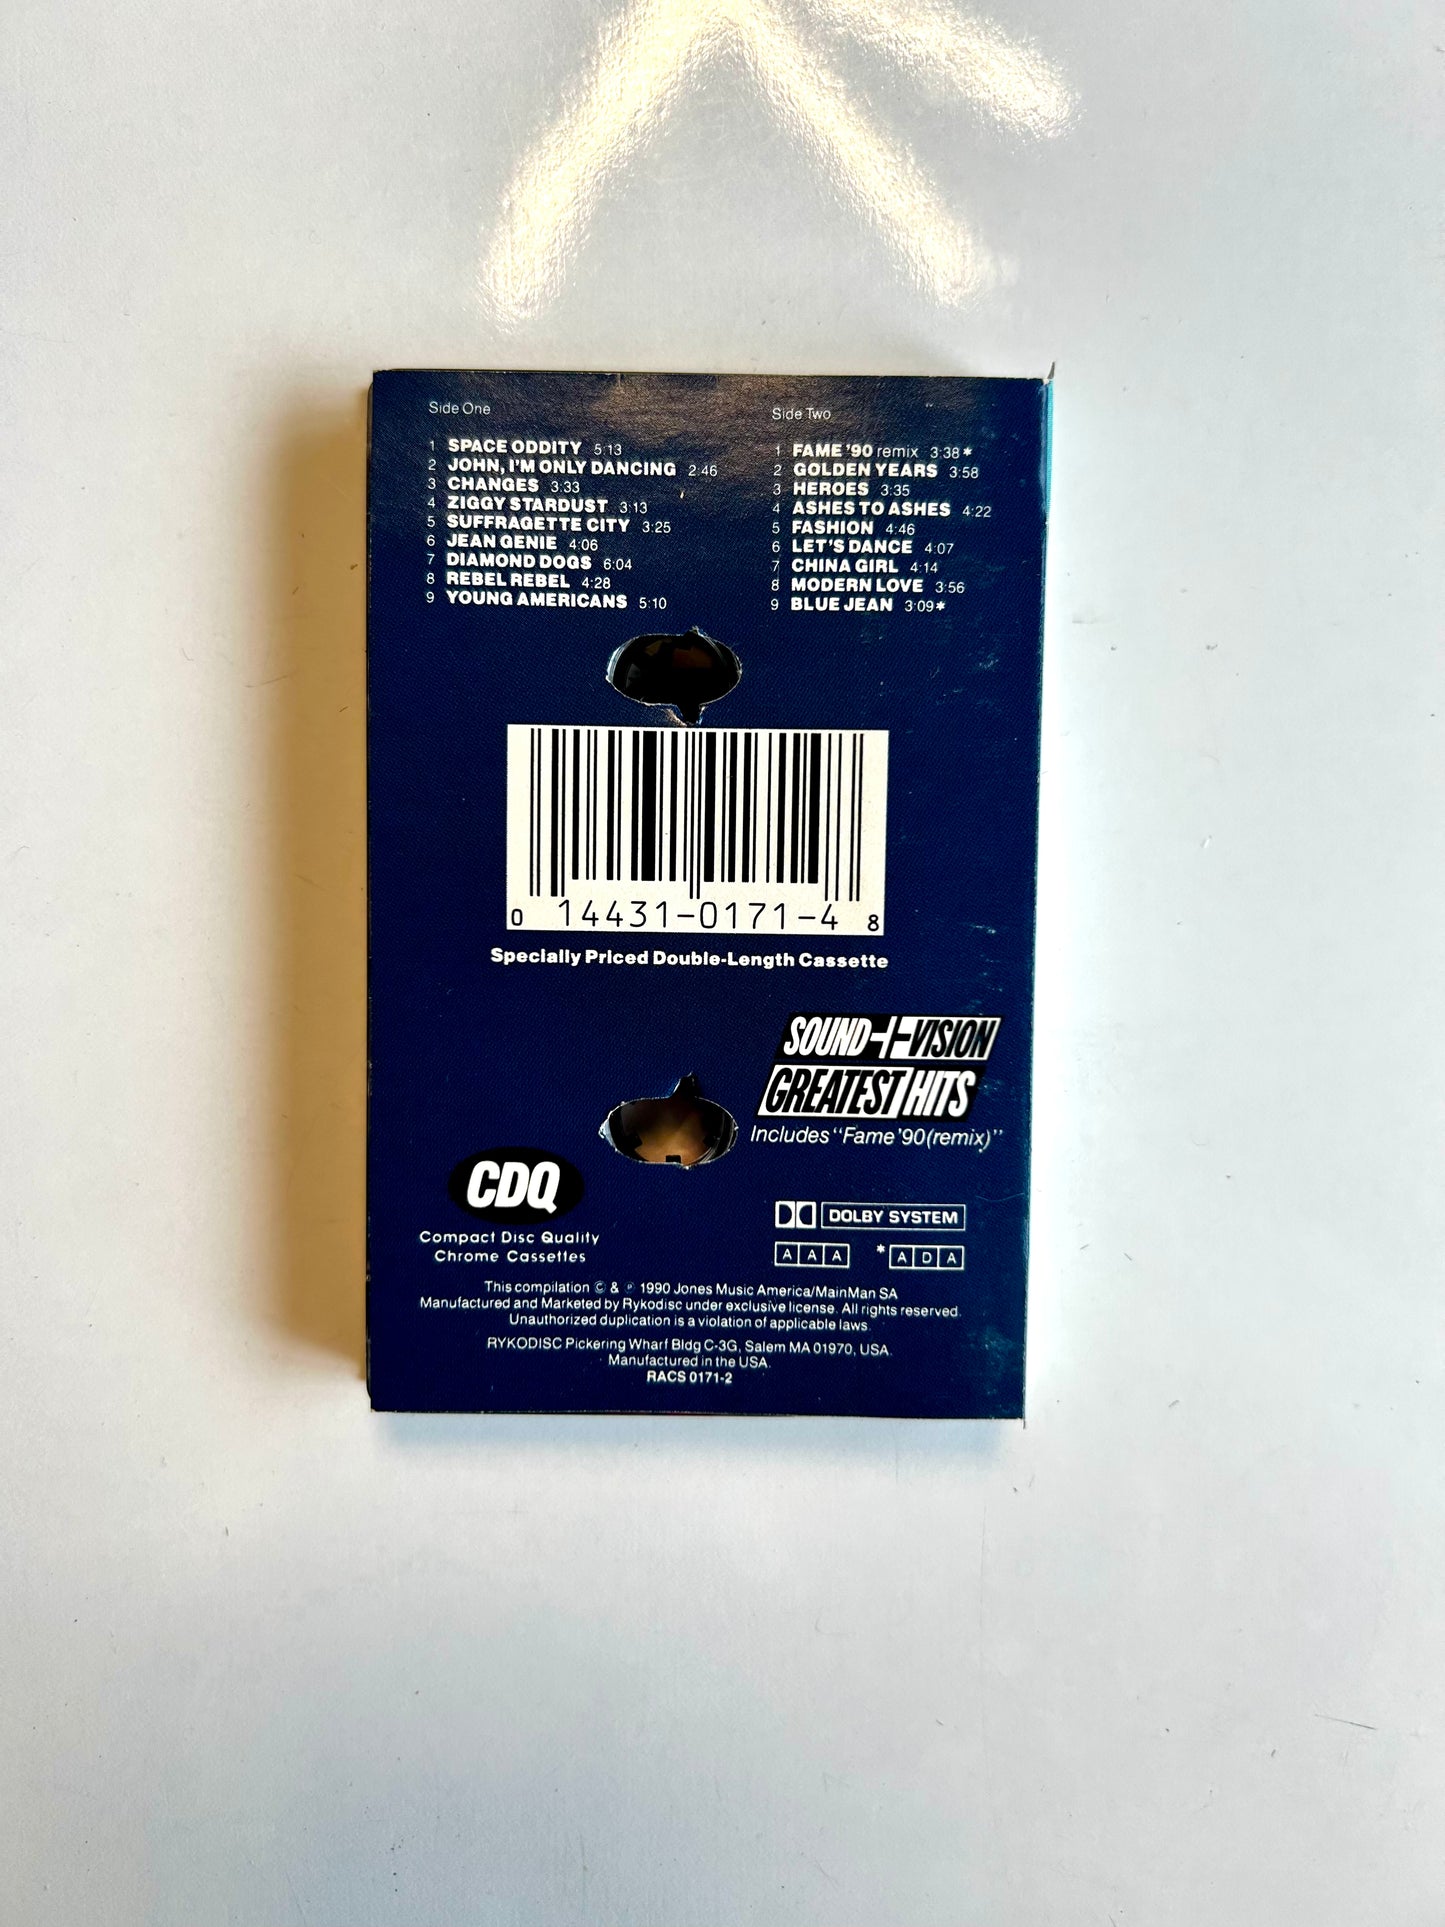 Side One
1 SPACE ODDITY 5:13
2 JOHN, I'M ONLY DANCING 2:46
3 CHANGES 3:33
4 ZIGGY STARDUST 3:13
5 SUFFRAGETTE CITY 3:25
6 JEAN GENIE 4:06
7 DIAMOND DOGS 6:04
8 REBEL REBEL 4:28
9 YOUNG AMERICANS 5:10
Side Two
1 FAME '90 remix 3:38*
2 GOLDEN YEARS 3:58
3 HEROES 3:35
4 ASHES TO ASHES 4:22
5 FASHION 4:46
6 LET'S DANCE 4:07
7 CHINA GIRL 4:14
8 MODERN LOVE 3:56
9 BLUE JEAN 3:09*
0 14431-0171-4 8
Specially Priced Double-Length Cassette
SOUND+VISION
GREATEST HITS
Includes "Fame '90(remix)"
CDQ
Compact Disc Quality
Chrome Cassettes
DOLBY SYSTEM
AAA *ADA
This compilation © & ℗ 1990 Jones Music America/MainMan SA
Manufactured and Marketed by Rykodisc under exclusive license. All rights reserved.
Unauthorized duplication is a violation of applicable laws.
RYKODISC Pickering Wharf Bldg C-3G, Salem MA 01970, USA.
Manufactured in the USA.
RACS 0171-2